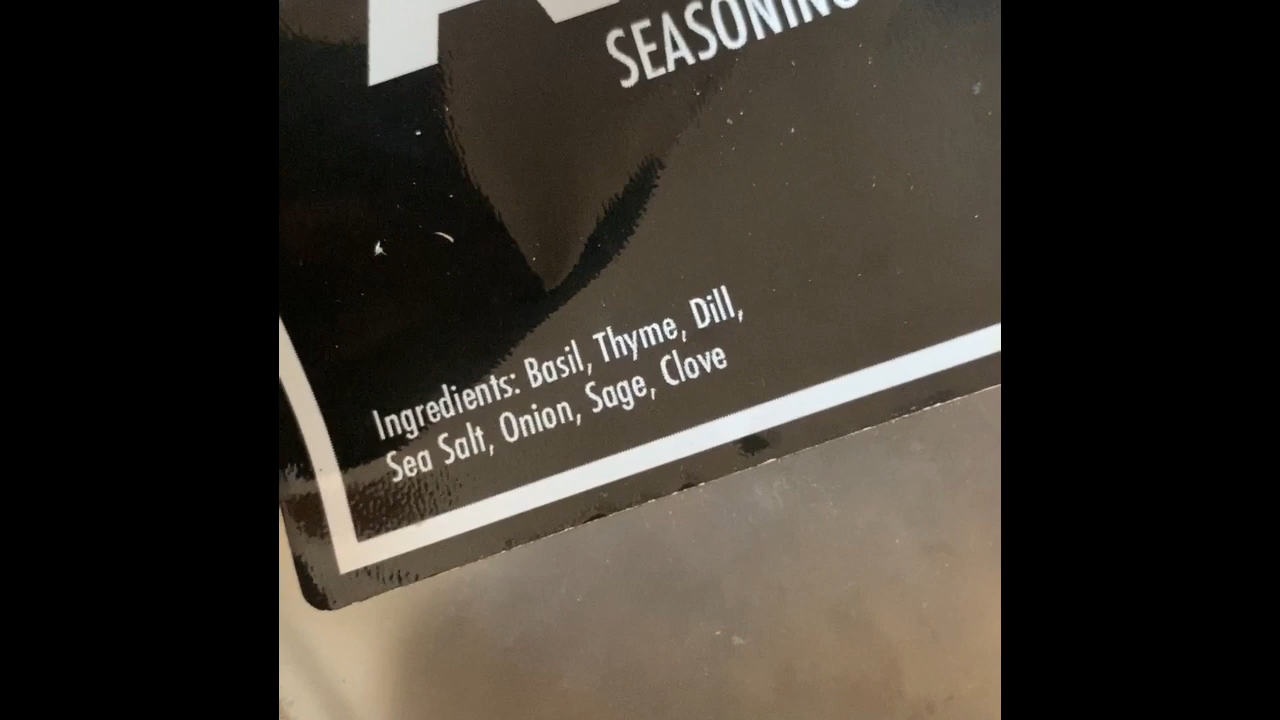 SEASONING
Ingredients: Basil, Thyme, Dill,
Sea Salt, Onion, Sage, Clove